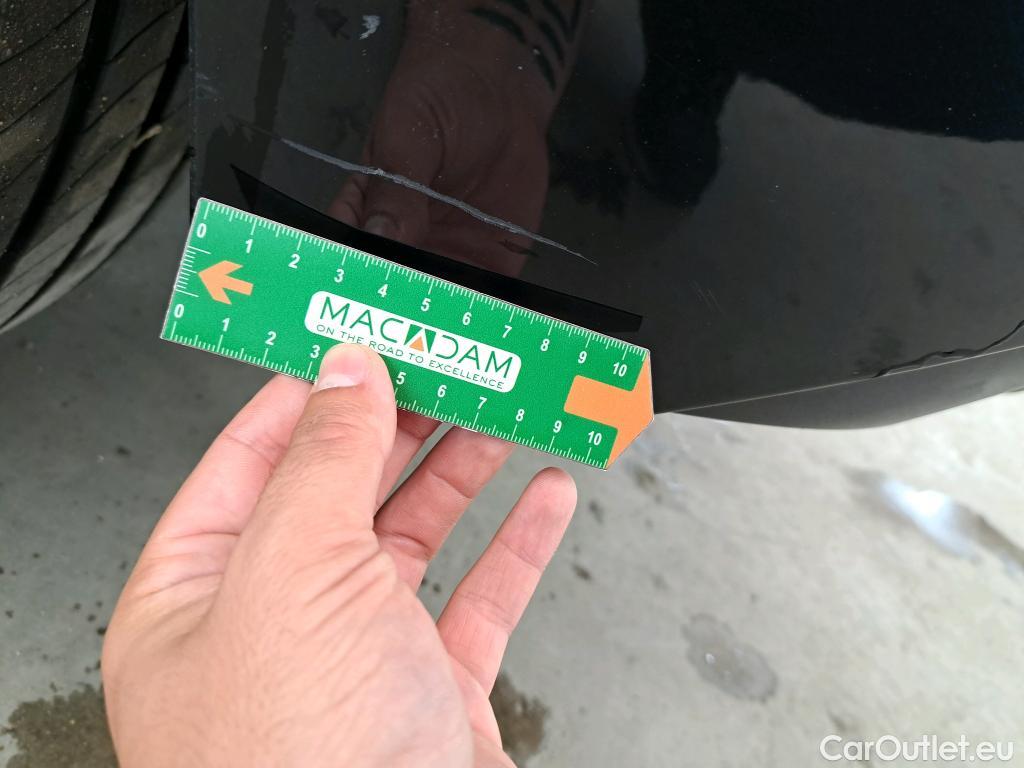 0 1 2 3 4 5 6 7 8 9 10
MACADAM
ON THE ROAD TO EXCELLENCE
0 1 2 3 5 6 7 8 9 10
CarOutlet.eu